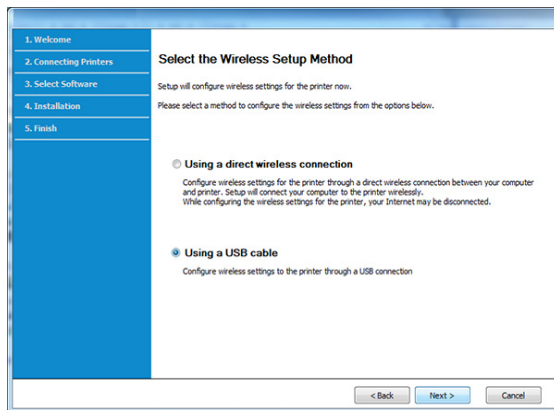 1. Welcome
2. Connecting Printers
3. Select Software
4. Installation
5. Finish
Select the Wireless Setup Method
Setup will configure wireless settings for the printer now.
Please select a method to configure the wireless settings from the options below.
Using a direct wireless connection
Configure wireless settings for the printer through a direct wireless connection between your computer
and printer. Setup will connect your computer to the printer wirelessly.
While configuring the wireless settings for the printer, your Internet may be disconnected.
Using a USB cable
Configure wireless settings to the printer through a USB connection
< Back
Next >
Cancel